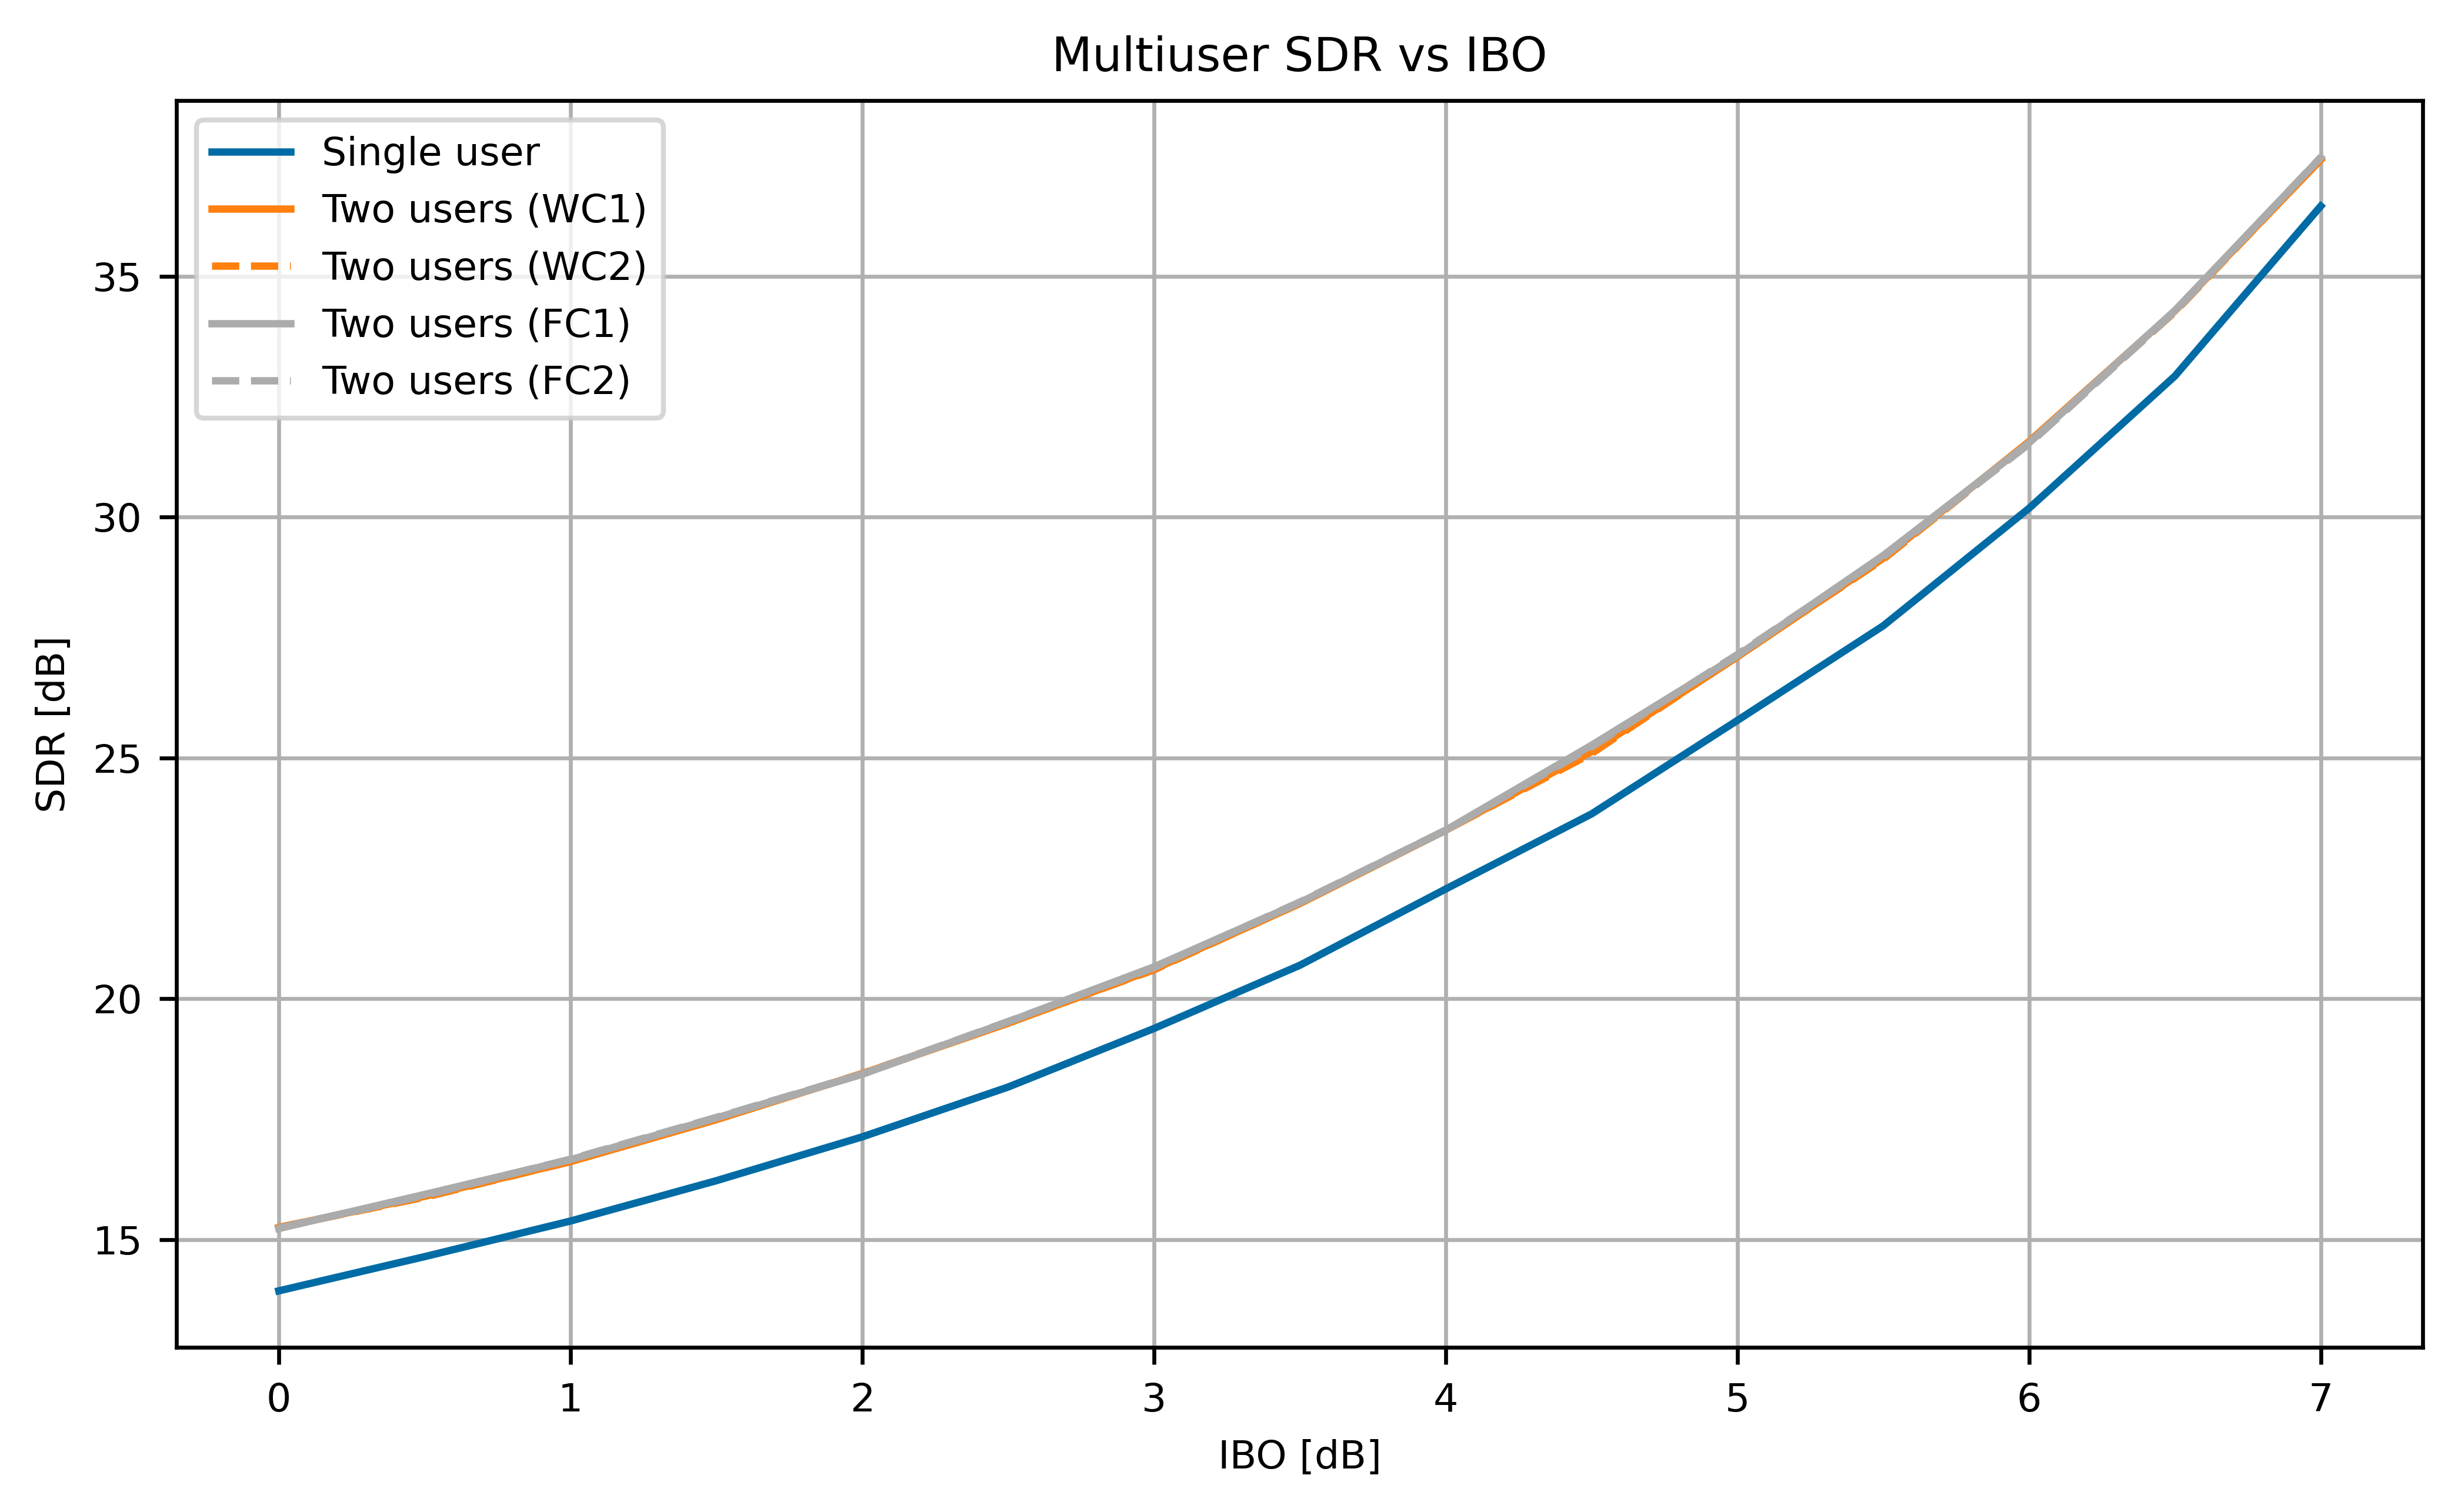 Multiuser SDR vs IBO
Single user
Two users (WC1)
Two users (WC2)
Two users (FC1)
Two users (FC2)
35
30
25
20
15
SDR [dB]
0 1 2 3 4 5 6 7
IBO [dB]